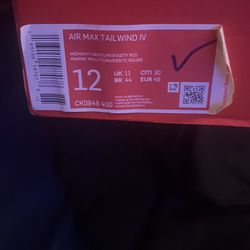 AIR MAX TAILWIND IV
MIDNIGHT NAVY/UNIVERSITY RED
MARINE MINUIT/UNIVERSITE ROUGE
12
UK 11
CM 30
BR 44
EUR 46
CK0849 400